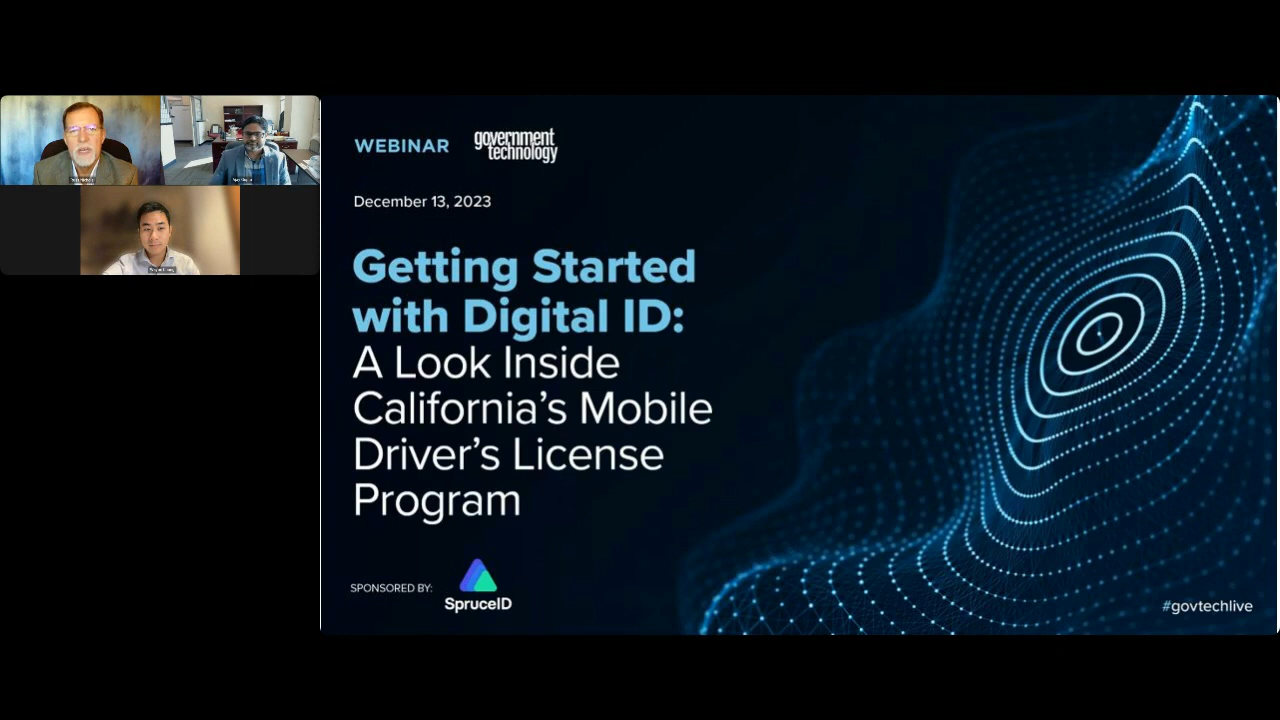 WEBINAR
government
technology
December 13, 2023
Getting Started
with Digital ID:
A Look Inside
California’s Mobile
Driver’s License
Program
SPONSORED BY:
SpruceID
#govtechlive